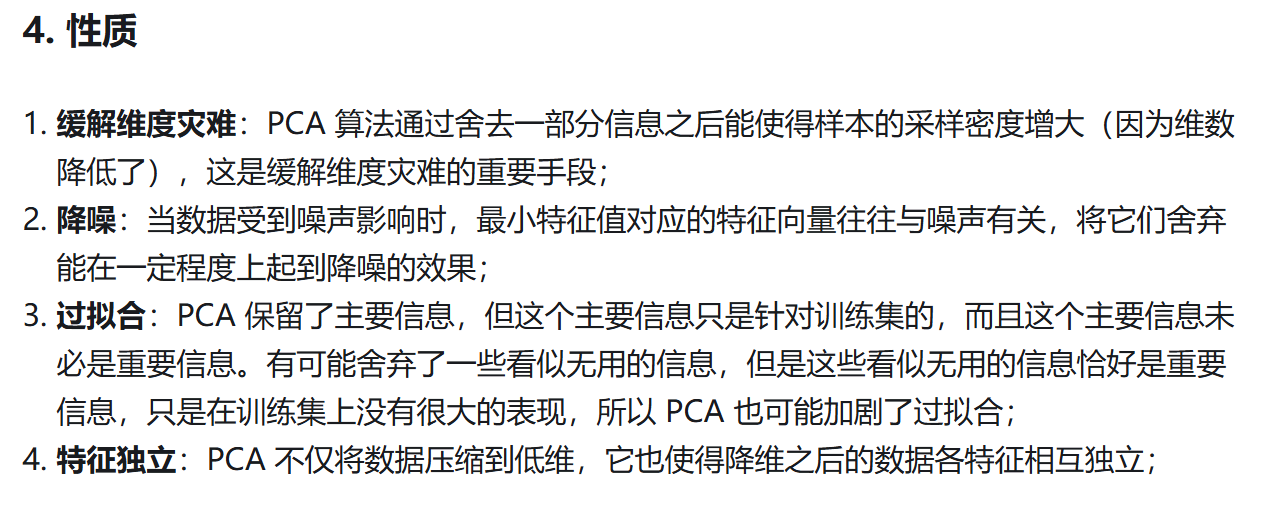 4. 性质
1. 缓解维度灾难：PCA 算法通过舍去一部分信息之后能使得样本的采样密度增大（因为维数
降低了），这是缓解维度灾难的重要手段；
2. 降噪：当数据受到噪声影响时，最小特征值对应的特征向量往往与噪声有关，将它们舍弃
能在一定程度上起到降噪的效果；
3. 过拟合：PCA 保留了主要信息，但这个主要信息只是针对训练集的，而且这个主要信息未
必是重要信息。有可能舍弃了一些看似无用的信息，但是这些看似无用的信息恰好是重要
信息，只是在训练集上没有很大的表现，所以 PCA 也可能加剧了过拟合；
4. 特征独立：PCA 不仅将数据压缩到低维，它也使得降维之后的数据各特征相互独立；